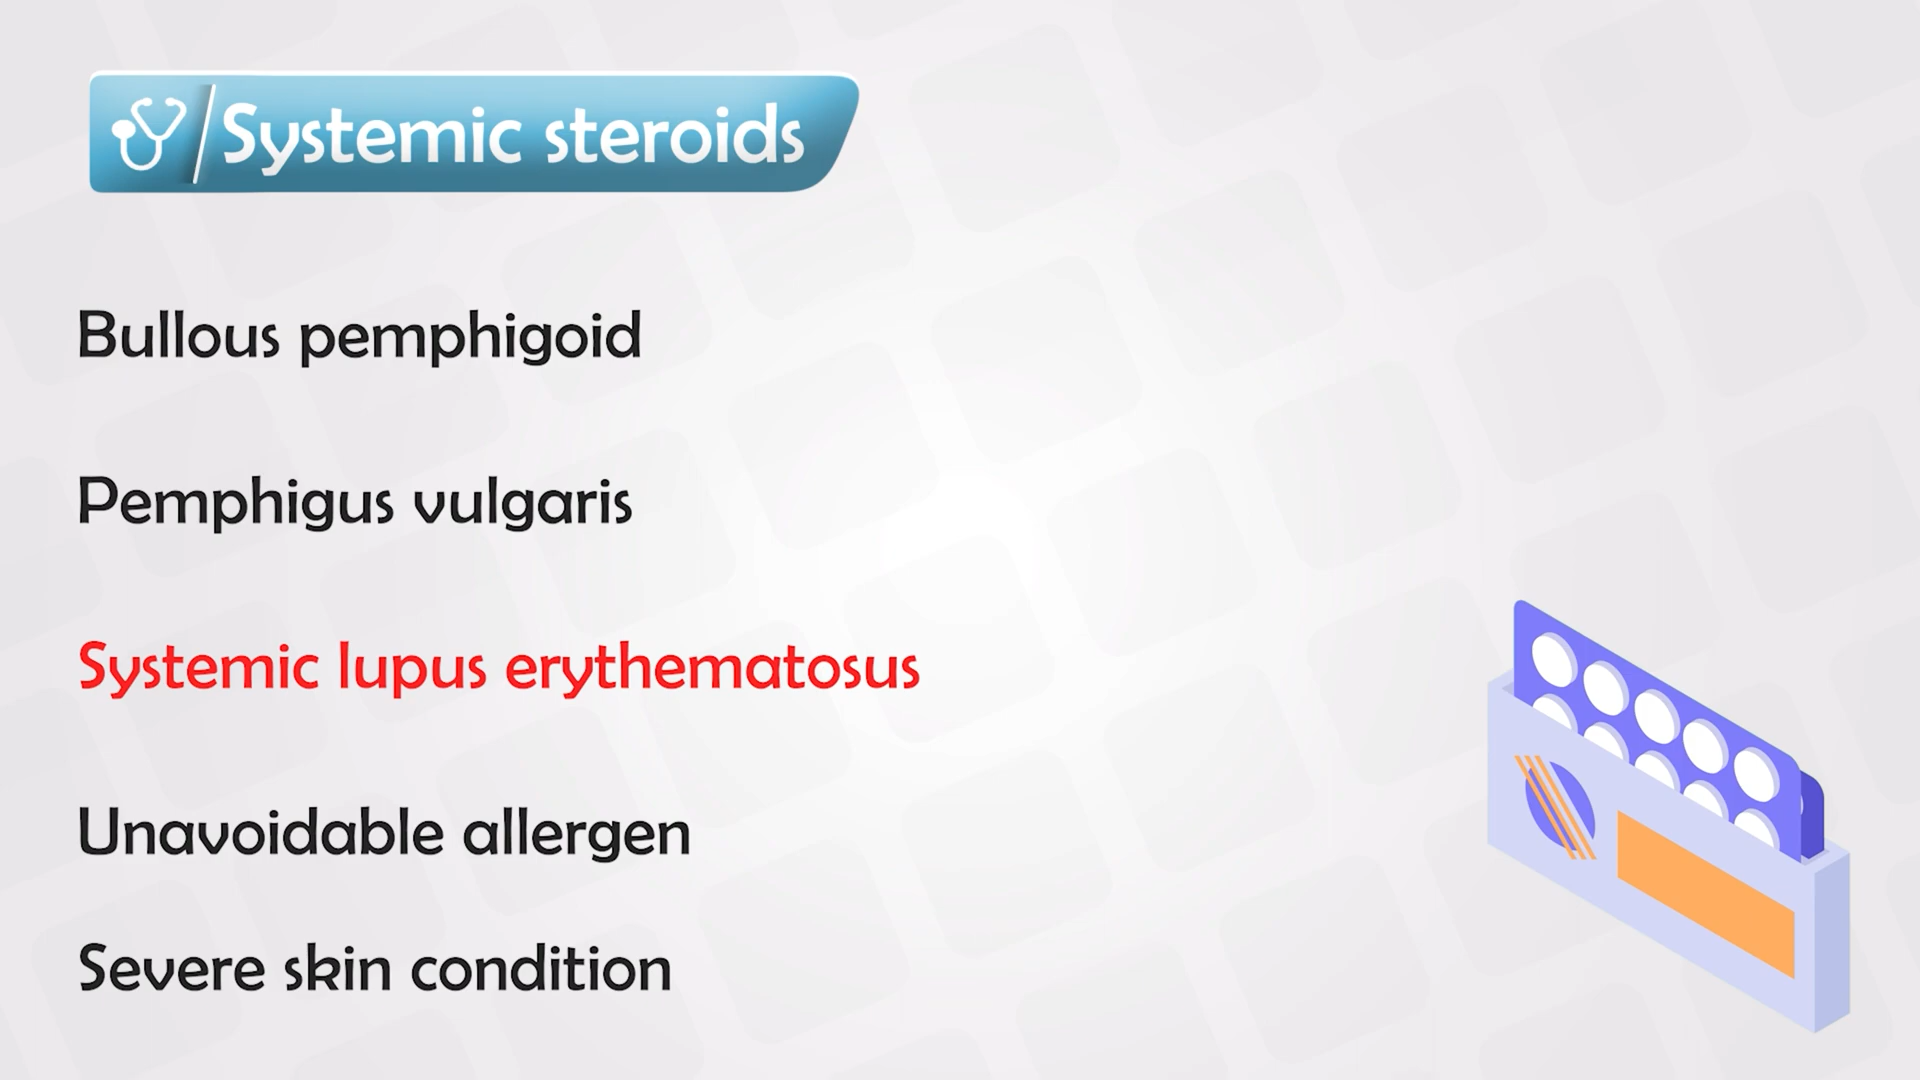 Systemic steroids
Bullous pemphigoid
Pemphigus vulgaris
Systemic lupus erythematosus
Unavoidable allergen
Severe skin condition